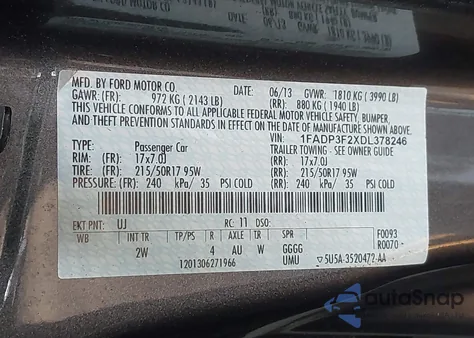 MFD. BY FORD MOTOR CO. DATE: 06/13 GVWR: 1810 KG ( 3990 LB)
GAWR: (FR): 972 KG ( 2143 LB) (RR): 880 KG ( 1940 LB)
THIS VEHICLE CONFORMS TO ALL APPLICABLE FEDERAL MOTOR VEHICLE SAFETY, BUMPER,
AND THEFT PREVENTION STANDARDS IN EFFECT ON THE DATE OF MANUFACTURE SHOWN ABOVE.
VIN: 1FADP3F2XDL378246
TYPE: Passenger Car TRAILER TOWING - SEE OWNER GUIDE
RIM: (FR) 17x7.0J (RR): 17x7.0J
TIRE: (FR) 215/50R17 95W (RR): 215/50R17 95W
PRESSURE: (FR) 240 kPa/ 35 PSI COLD (RR): 240 kPa/ 35 PSI COLD
EXT PNT: UJ RC: 11 DSO: F0093
WB INT TR TP/PS R AXLE TR SPR R0070
2W 4 AU W GGGG
1201306271966 UMU ▽5U5A-3520472-AA
autoSnap